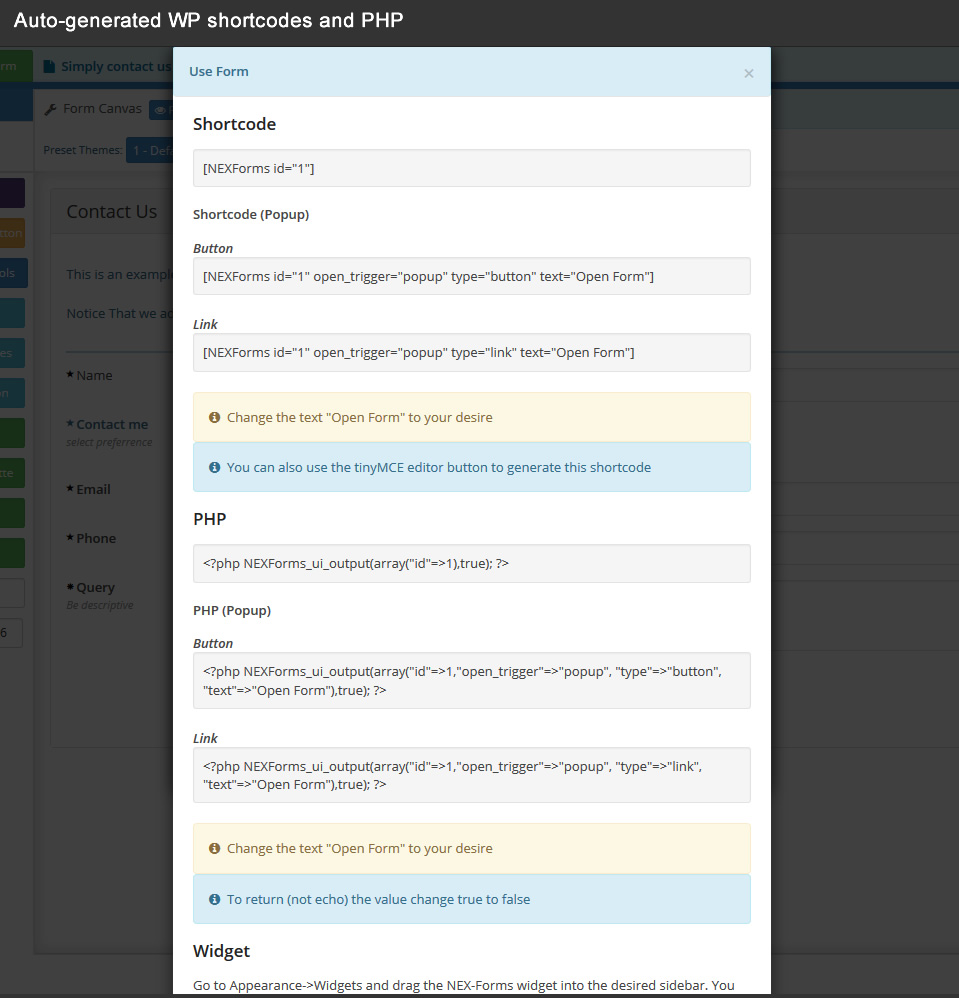 Auto-generated WP shortcodes and PHP
rm
Simply contact us
Use Form
×
Form Canvas
Preset Themes:
1 - Def
Shortcode
[NEXForms id="1"]
Contact Us
Shortcode (Popup)
tton
Button
ols
This is an example
[NEXForms id="1" open_trigger="popup" type="button" text="Open Form"]
Notice That we ad
Link
es
[NEXForms id="1" open_trigger="popup" type="link" text="Open Form"]
Name
n
Change the text "Open Form" to your desire
Contact me
select preferrence
You can also use the tinyMCE editor button to generate this shortcode
tte
Email
PHP
Phone
<?php NEXForms_ui_output(array("id"=>1),true); ?>
Query
Be descriptive
PHP (Popup)
6
Button
<?php NEXForms_ui_output(array("id"=>1,"open_trigger"=>"popup", "type"=>"button",
"text"=>"Open Form"),true); ?>
Link
<?php NEXForms_ui_output(array("id"=>1,"open_trigger"=>"popup", "type"=>"link",
"text"=>"Open Form"),true); ?>
Change the text "Open Form" to your desire
To return (not echo) the value change true to false
Widget
Go to Appearance->Widgets and drag the NEX-Forms widget into the desired sidebar. You